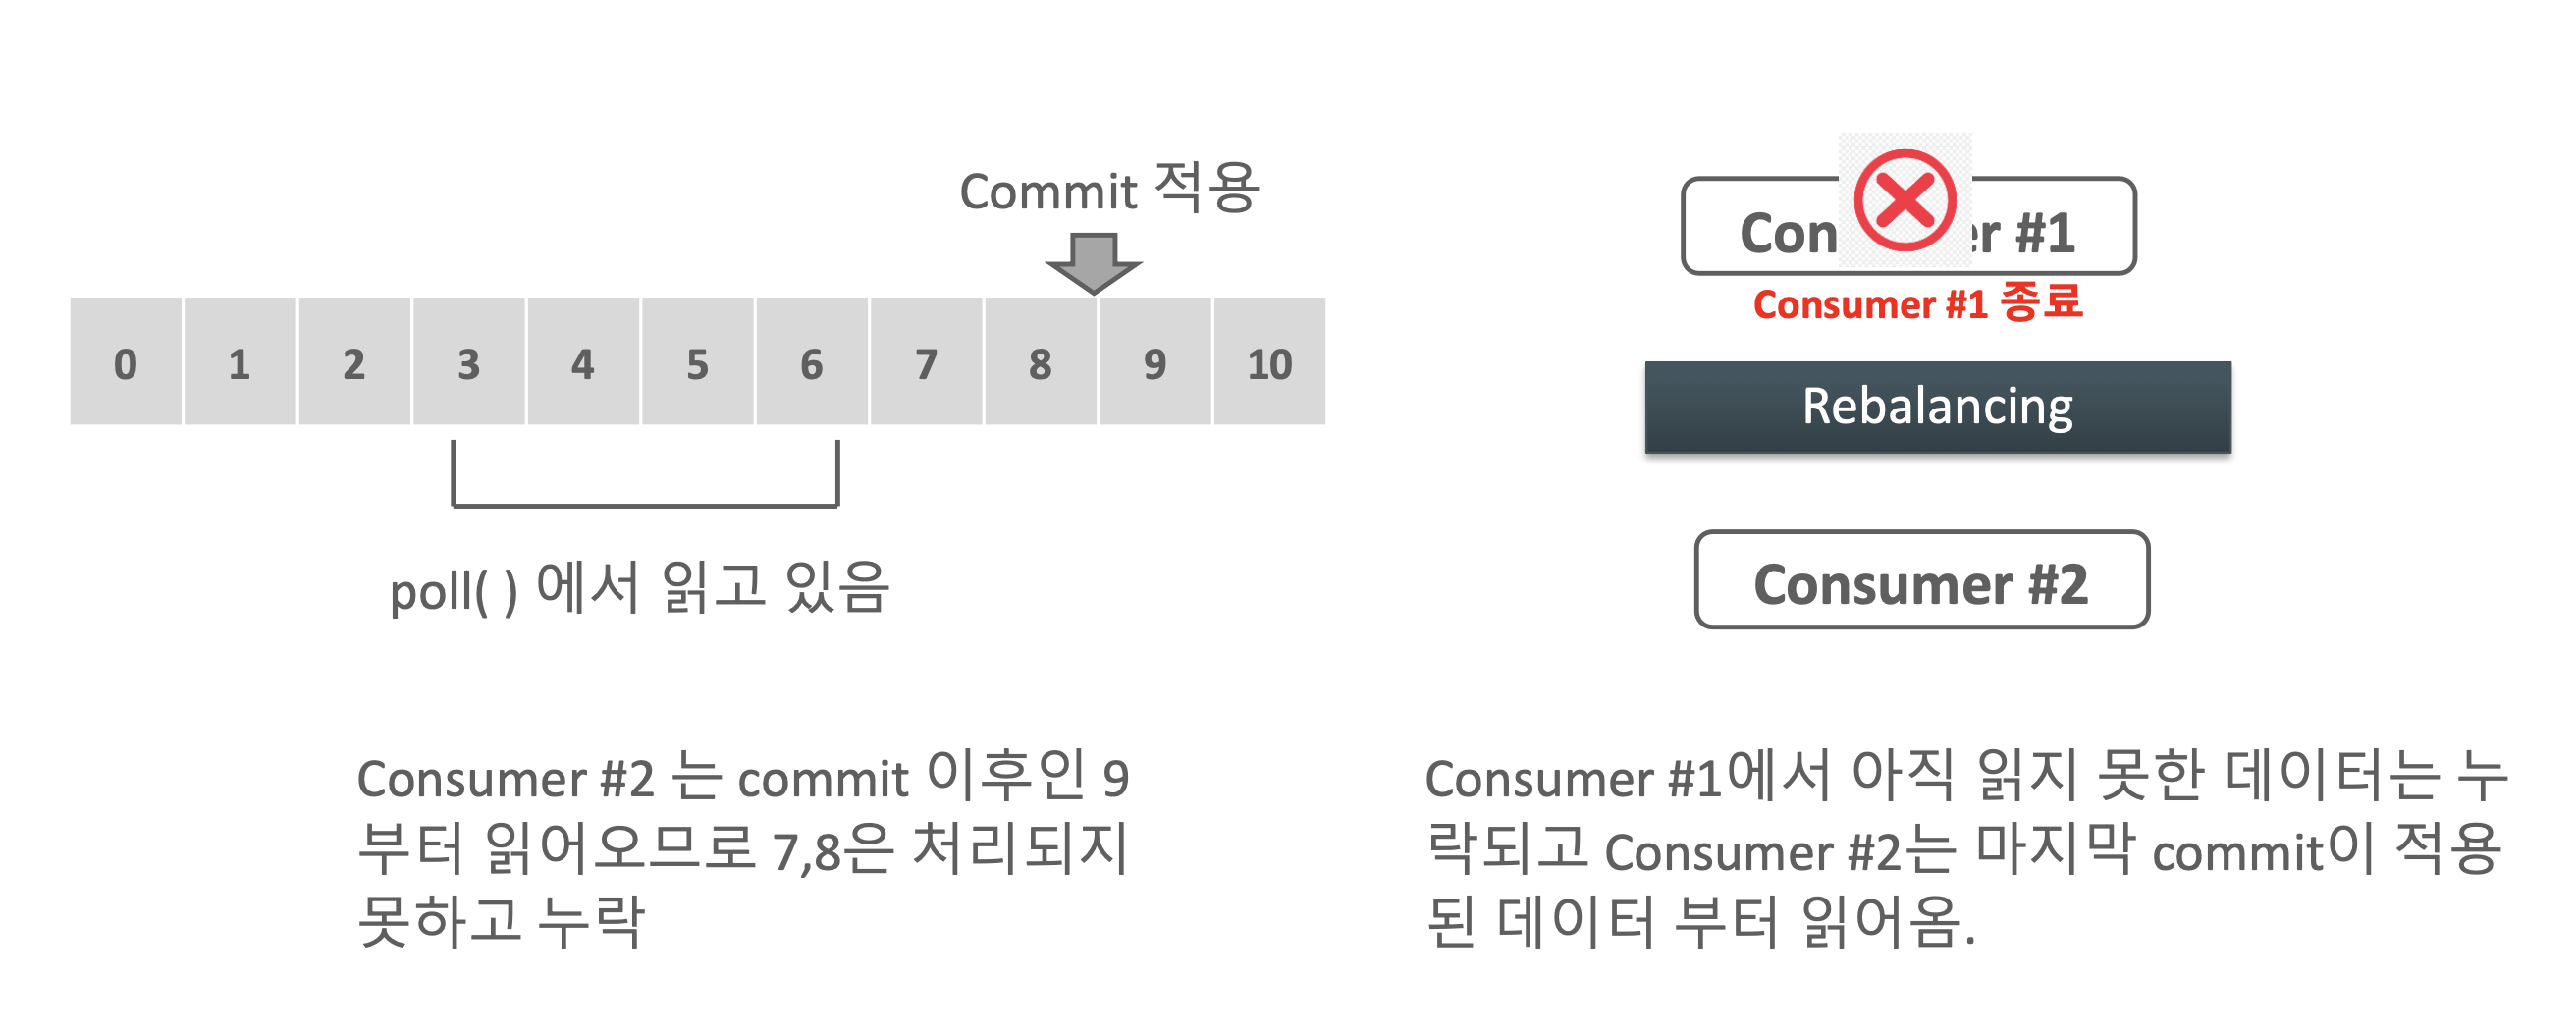 Commit 적용
0 1 2 3 4 5 6 7 8 9 10
poll( ) 에서 읽고 있음
Consumer #2 는 commit 이후인 9
부터 읽어오므로 7,8은 처리되지
못하고 누락
#1
Consumer #1 종료
Rebalancing
Consumer #2
Consumer #1에서 아직 읽지 못한 데이터는 누
락되고 Consumer #2는 마지막 commit이 적용
된 데이터 부터 읽어옴.